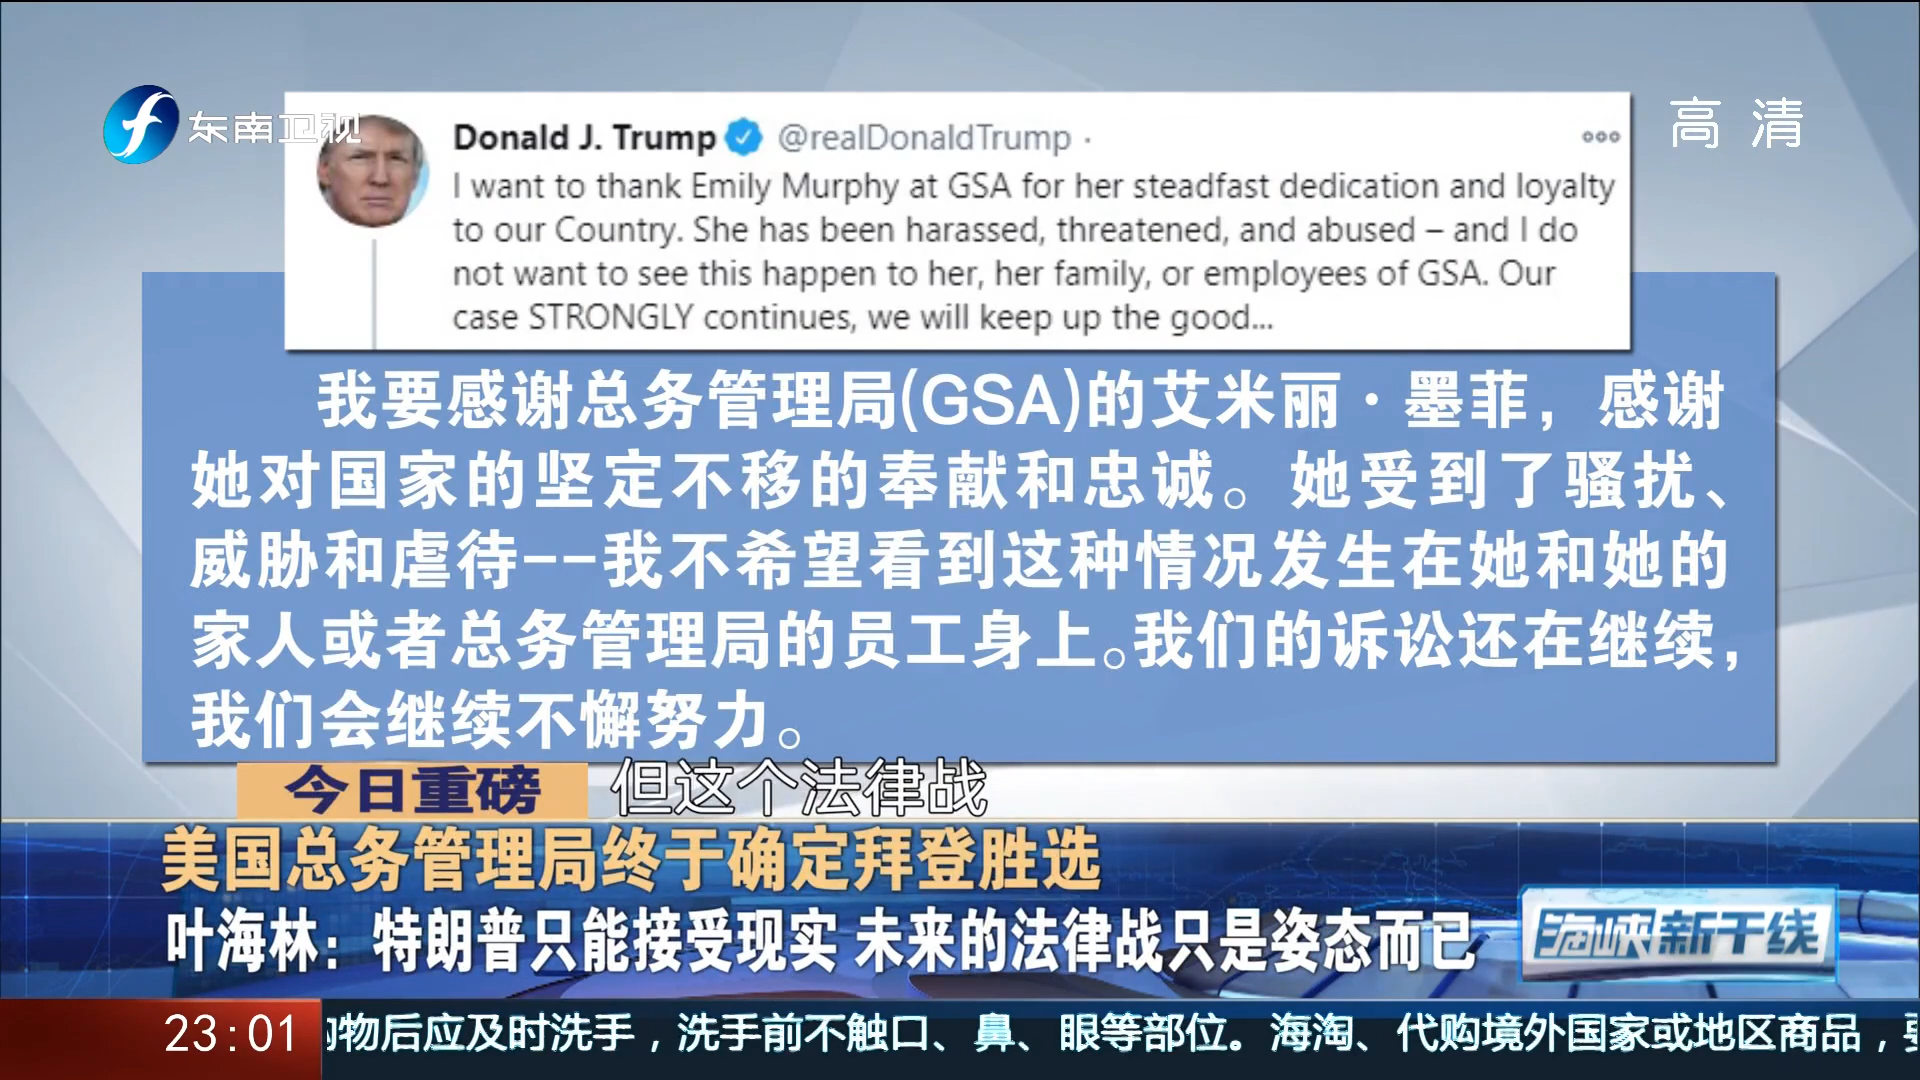 东南卫视
高清
Donald J. Trump @realDonaldTrump ·
I want to thank Emily Murphy at GSA for her steadfast dedication and loyalty
to our Country. She has been harassed, threatened, and abused – and I do
not want to see this happen to her, her family, or employees of GSA. Our
case STRONGLY continues, we will keep up the good...
我要感谢总务管理局(GSA)的艾米丽·墨菲，感谢
她对国家的坚定不移的奉献和忠诚。她受到了骚扰、
威胁和虐待--我不希望看到这种情况发生在她和她的
家人或者总务管理局的员工身上。我们的诉讼还在继续，
我们会继续不懈努力。
今日重磅
但这个法律战
美国总务管理局终于确定拜登胜选
叶海林：特朗普只能接受现实 未来的法律战只是姿态而已
海峡新干线
23:01
物后应及时洗手，洗手前不触口、鼻、眼等部位。海淘、代购境外国家或地区商品，